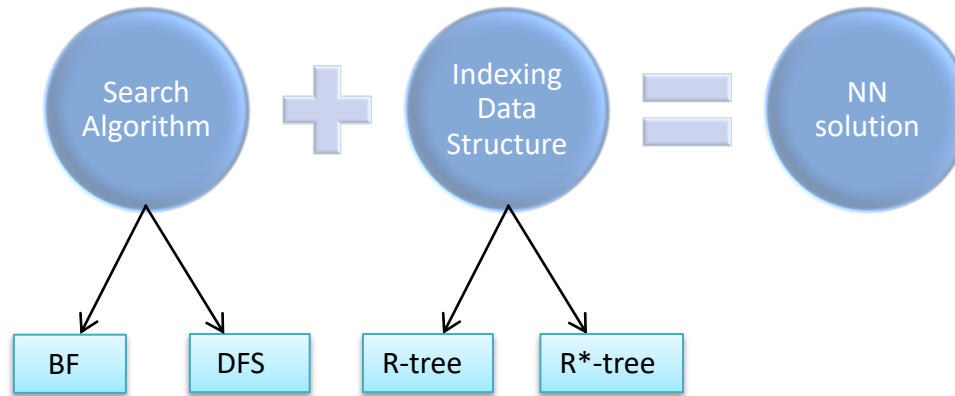 Search
Algorithm
Indexing
Data
Structure
NN
solution
BF
DFS
R-tree
R*-tree